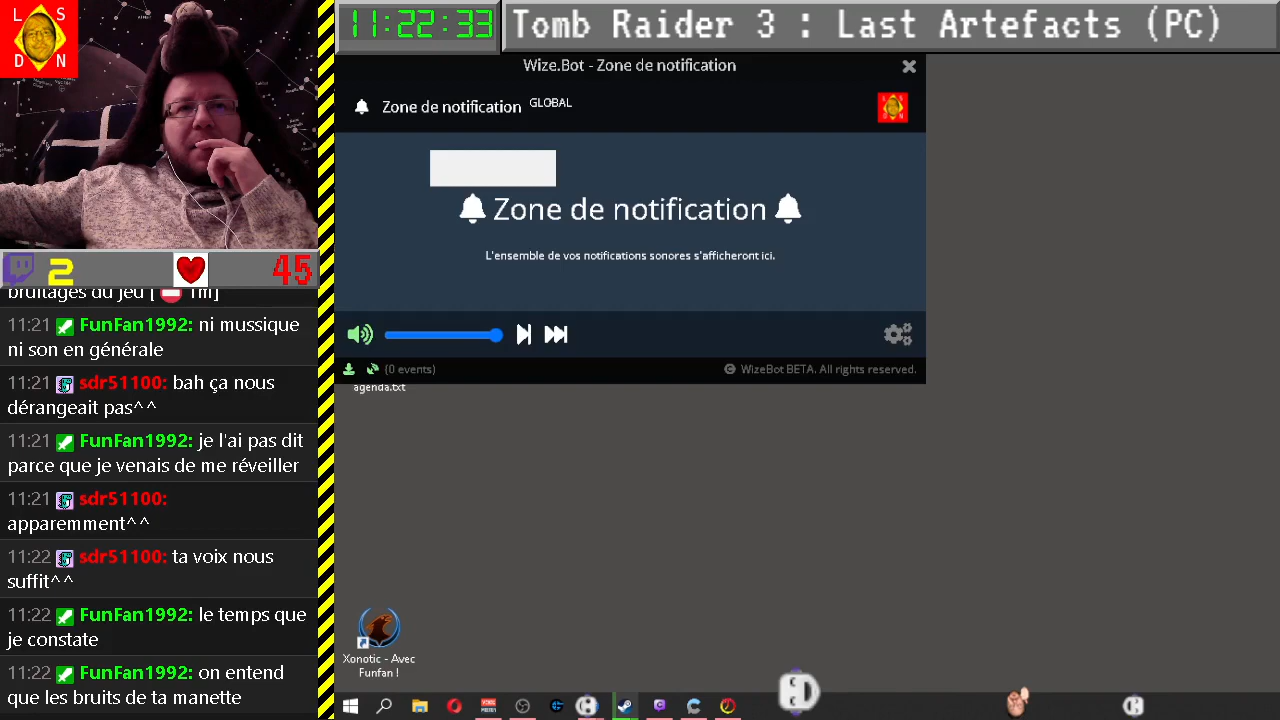 L S
D N
11:22:33
Tomb Raider 3 : Last Artefacts (PC)
Wize.Bot - Zone de notification
Zone de notification GLOBAL
Zone de notification
L'ensemble de vos notifications sonores s'afficheront ici.
(0 events)
WizeBot BETA. All rights reserved.
agenda.txt
Xonotic - Avec
Funfan !
2
45
bruitages du jeu [
11:21 FunFan1992: ni mussique
ni son en générale
11:21 sdr51100: bah ça nous
dérangeait pas^^
11:21 FunFan1992: je l'ai pas dit
parce que je venais de me réveiller
11:21 sdr51100:
apparemment^^
11:22 sdr51100: ta voix nous
suffit^^
11:22 FunFan1992: le temps que
je constate
11:22 FunFan1992: on entend
que les bruits de ta manette